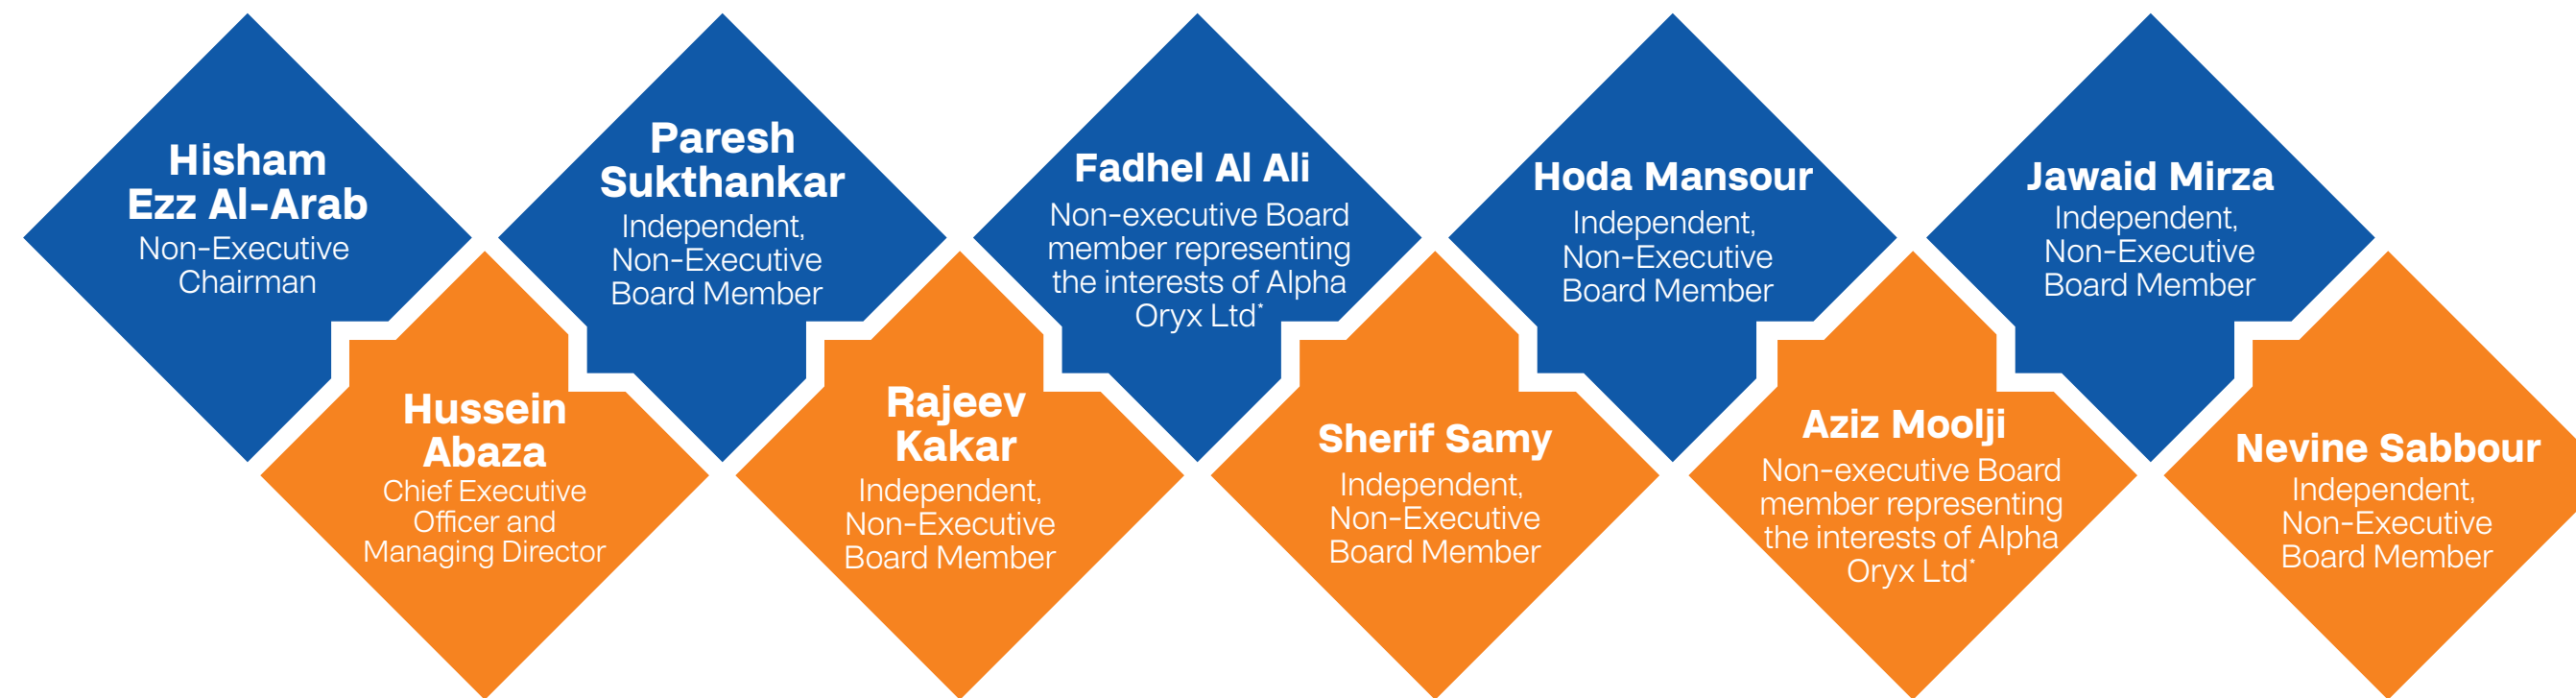 Hisham
Ezz Al-Arab
Non-Executive
Chairman
Hussein
Abaza
Chief Executive
Officer and
Managing Director
Paresh
Sukthankar
Independent,
Non-Executive
Board Member
Rajeev
Kakar
Independent,
Non-Executive
Board Member
Fadhel Al Ali
Non-executive Board
member representing
the interests of Alpha
Oryx Ltd*
Sherif Samy
Independent,
Non-Executive
Board Member
Hoda Mansour
Independent,
Non-Executive
Board Member
Aziz Moolji
Non-executive Board
member representing
the interests of Alpha
Oryx Ltd*
Jawaid Mirza
Independent,
Non-Executive
Board Member
Nevine Sabbour
Independent,
Non-Executive
Board Member